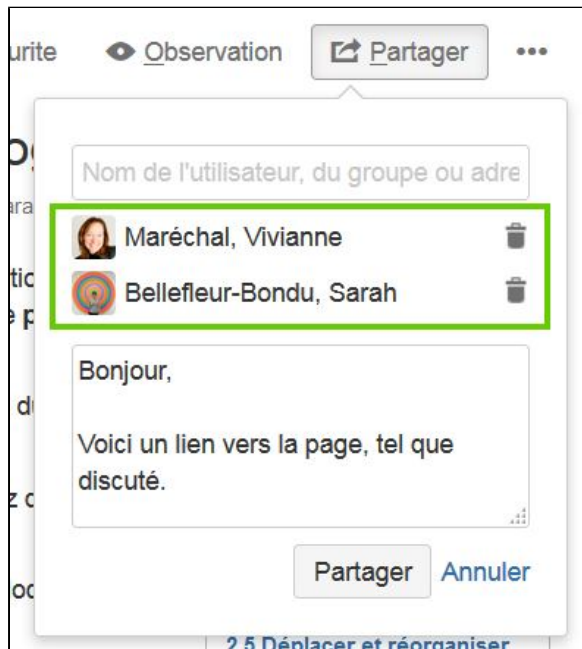 urite Observation Partager
Nom de l'utilisateur, du groupe ou adre
Maréchal, Vivianne
Bellefleur-Bondu, Sarah
Bonjour,
Voici un lien vers la page, tel que
discuté.
Partager Annuler
2.5 Déplacer et réorganiser